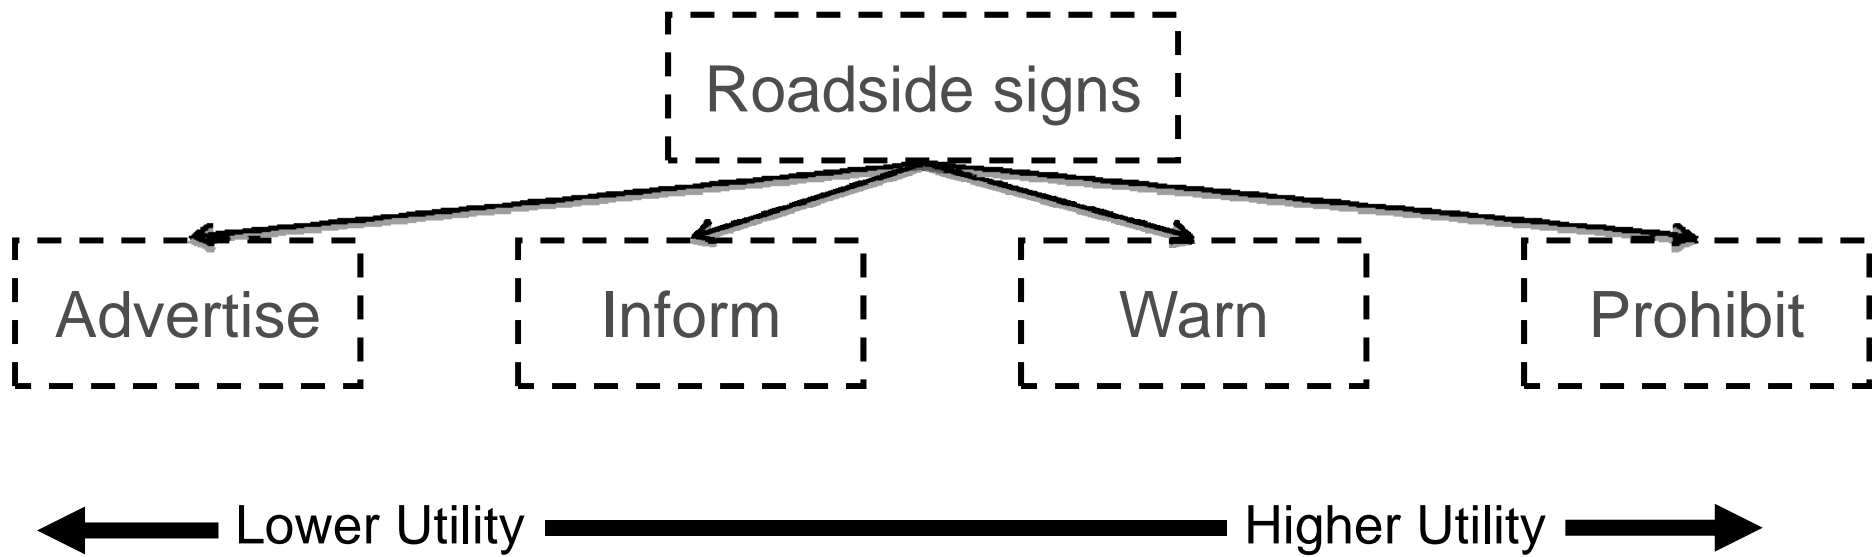 Roadside signs
Advertise
Inform
Warn
Prohibit
Lower Utility
Higher Utility